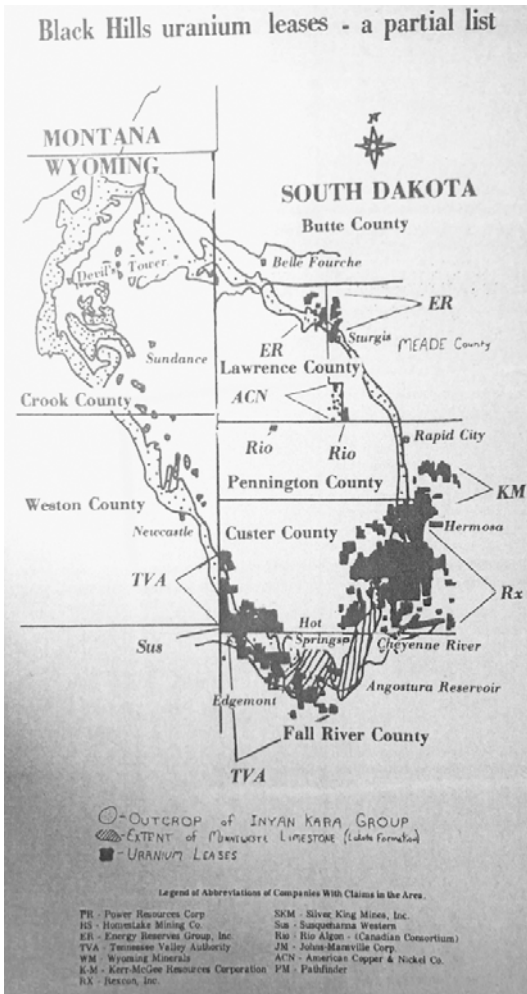 Black Hills uranium leases - a partial list
MONTANA
WYOMING
SOUTH DAKOTA
Butte County
Belle Fourche
Devil's Tower
ER
Sturgis
MEADE County
ER
Lawrence County
Sundance
ACN
Crook County
Rio
Rio
Rapid City
Pennington County
KM
Weston County
Hermosa
Newcastle
Custer County
TVA
Rx
Hot
Springs
Sus
Cheyenne River
Edgemont
Angostura Reservoir
Fall River County
TVA
- OUTCROP OF INYAN KARA GROUP
- EXTENT OF MINNEWASTE LIMESTONE (Lakota Formation)
- URANIUM LEASES
Legend of Abbreviations of Companies With Claims in the Area.
PR - Power Resources Corp
HS - Homestake Mining Co.
ER - Energy Reserves Group, Inc.
TVA - Tennessee Valley Authority
WM - Wyoming Minerals
K-M - Kerr-McGee Resources Corporation
RX - Rexcon, Inc.
SKM - Silver King Mines, Inc.
Sus - Susquehanna Western
Rio - Rio Algon - (Canadian Consortium)
JM - Johns-Mansville Corp.
ACN - American Copper & Nickel Co.
PM - Pathfinder